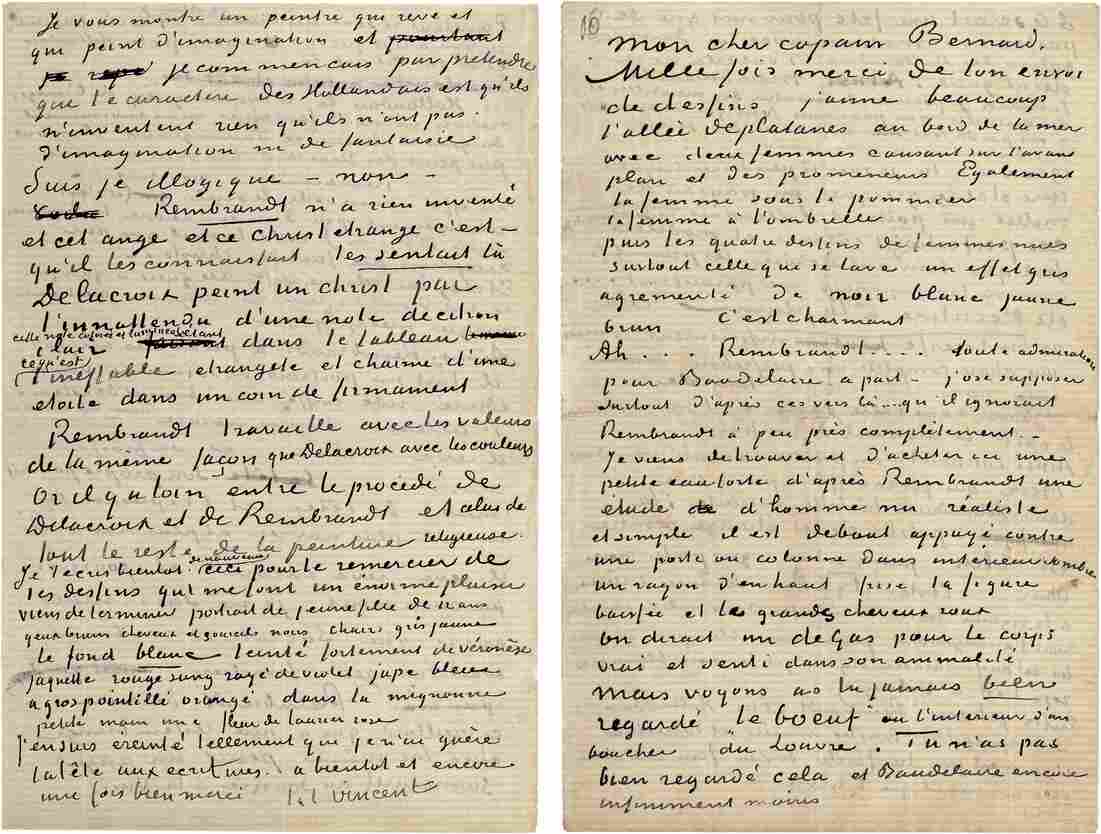 Je vous montre un peintre qui rêve et
qui peint d'imagination et pourtant
je commencais par pretendre
que le caractere des Hollandais est qu'ils
n'inventent rien qu'ils n'ont pas
d'imagination ni de fantaisie
Suis je illogique – non –
Rembrandt n'a rien inventé
et cet ange et ce christ etrange c'est –
qu'il les connaissait les sentait là
Delacroix peint un christ par
l'innattendu d'une note de citron
cette note colorée et lumineuse etant
clair dans le tableau
ce qu'est
l'ineffable etrangeté et charme d'une
etoile dans un coin de firmament
Rembrandt travaille avec les valeurs
de la même façon que Delacroix avec les couleurs
Or il y a loin entre le procédé de
Delacroix et de Rembrandt et celui de
tout le reste de la peinture religieuse.
Je t'ecris bientot de nouveau ceci pour te remercier de
tes dessins qui me font un énorme plaisir
viens de terminer portrait de jeune fille de 12 ans
yeux bruns cheveux et sourcils noirs chairs gris jaune
le fond blanc teinté fortement de véronèse
jaquette rouge sang rayé de violet jupe bleue
a gros pointillé orangé dans la mignonne
petite main une fleur de laurier rose
J'en suis éreinté tellement que je n'ai guère
la tête aux ecritures. a bientot et encore
une fois bien merci t. à t. Vincent
10
Mon cher copain Bernard.
Mille fois merci de ton envoi
de dessins j'aime beaucoup
l'allée de platanes au bord de la mer
avec deux femmes causant sur l'avant
plan et des promeneurs Egalement
la femme sous le pommier
la femme à l'ombrelle
puis les quatre dessins de femmes nues
surtout celle qui se lave un effet gris
agrementé de noir blanc jaune
brun c'est charmant
Ah... Rembrandt.... toute admiration
pour Baudelaire a part – j'ose supposer
surtout d'après ces vers là.... qu'il ignorait
Rembrandt à peu près complètement –
Je viens de trouver et d'acheter ici une
petite eau forte d'après Rembrandt une
étude d'homme nu réaliste
et simple il est debout appuyé contre
une porte ou colonne dans interieur sombre
un rayon d'en haut frise la figure
baissée et les grands cheveux roux
On dirait un degas pour le corps
vrai et senti dans son animalité
Mais voyons as tu jamais bien
regardé "le boeuf" ou l'interieur d'un
boucher du Louvre. Tu n'as pas
bien regardé cela et Baudelaire encore
infiniment moins